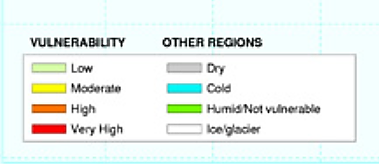 VULNERABILITY OTHER REGIONS
Low Dry
Moderate Cold
High Humid/Not vulnerable
Very High Ice/glacier